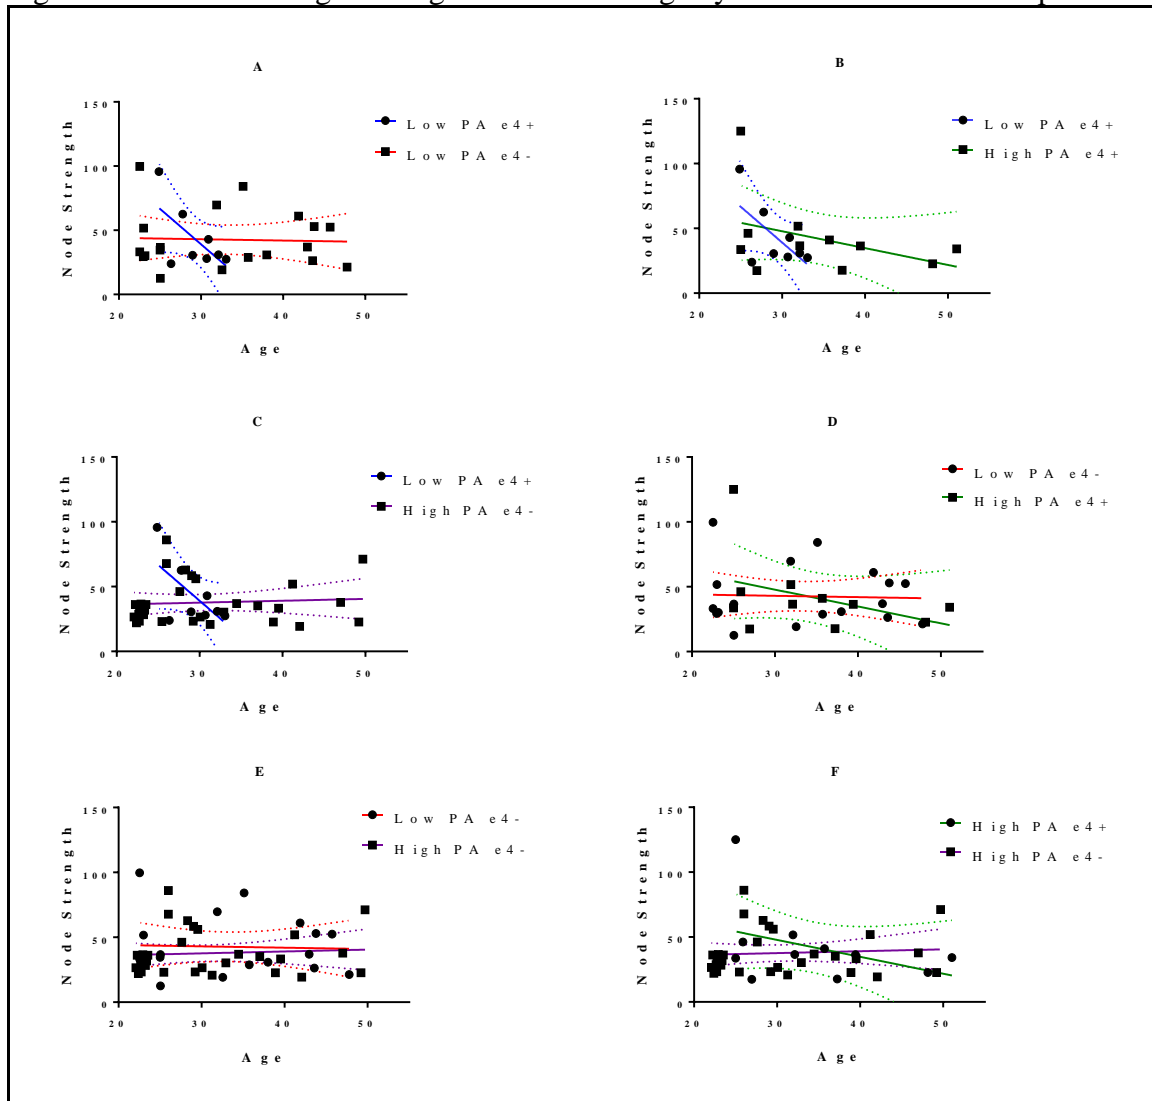 A
Node Strength
150
100
50
0
20 30 40 50
Age
Low PA e4+
Low PA e4-
B
Node Strength
150
100
50
0
20 30 40 50
Age
Low PA e4+
High PA e4+
C
Node Strength
150
100
50
0
20 30 40 50
Age
Low PA e4+
High PA e4-
D
Node Strength
150
100
50
0
20 30 40 50
Age
Low PA e4-
High PA e4+
E
Node Strength
150
100
50
0
20 30 40 50
Age
Low PA e4-
High PA e4-
F
Node Strength
150
100
50
0
20 30 40 50
Age
High PA e4+
High PA e4-